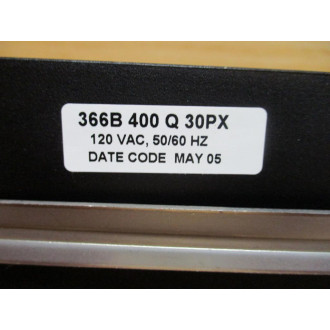 366B 400 Q 30PX
120 VAC, 50/60 HZ
DATE CODE MAY 05